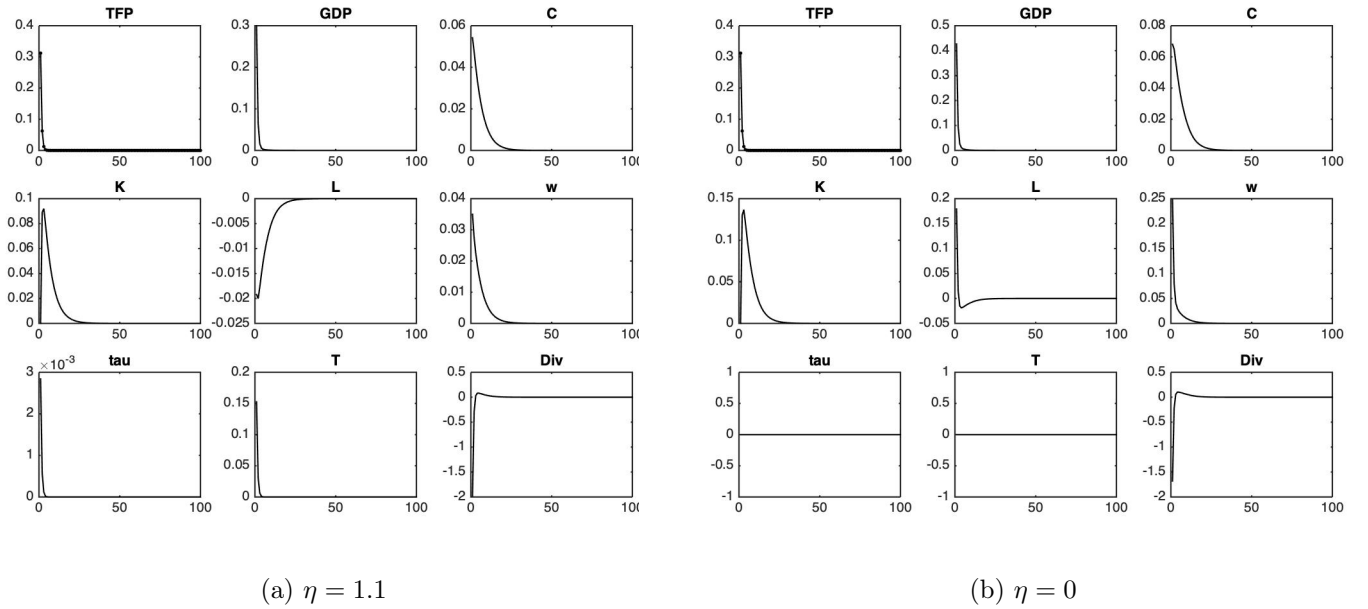 TFP
0.4
0.3
0.2
0.1
0
0 50 100
GDP
0.3
0.2
0.1
0
0 50 100
C
0.06
0.04
0.02
0
0 50 100
K
0.1
0.08
0.06
0.04
0.02
0
0 50 100
L
0
-0.005
-0.01
-0.015
-0.02
-0.025
0 50 100
w
0.04
0.03
0.02
0.01
0
0 50 100
tau
×10-3
3
2
1
0
0 50 100
T
0.2
0.15
0.1
0.05
0
0 50 100
Div
0.5
0
-0.5
-1
-1.5
-2
0 50 100
(a) η = 1.1
TFP
0.4
0.3
0.2
0.1
0
0 50 100
GDP
0.5
0.4
0.3
0.2
0.1
0
0 50 100
C
0.08
0.06
0.04
0.02
0
0 50 100
K
0.15
0.1
0.05
0
0 50 100
L
0.2
0.15
0.1
0.05
0
-0.05
0 50 100
w
0.25
0.2
0.15
0.1
0.05
0
0 50 100
tau
1
0.5
0
-0.5
-1
0 50 100
T
1
0.5
0
-0.5
-1
0 50 100
Div
0.5
0
-0.5
-1
-1.5
-2
0 50 100
(b) η = 0